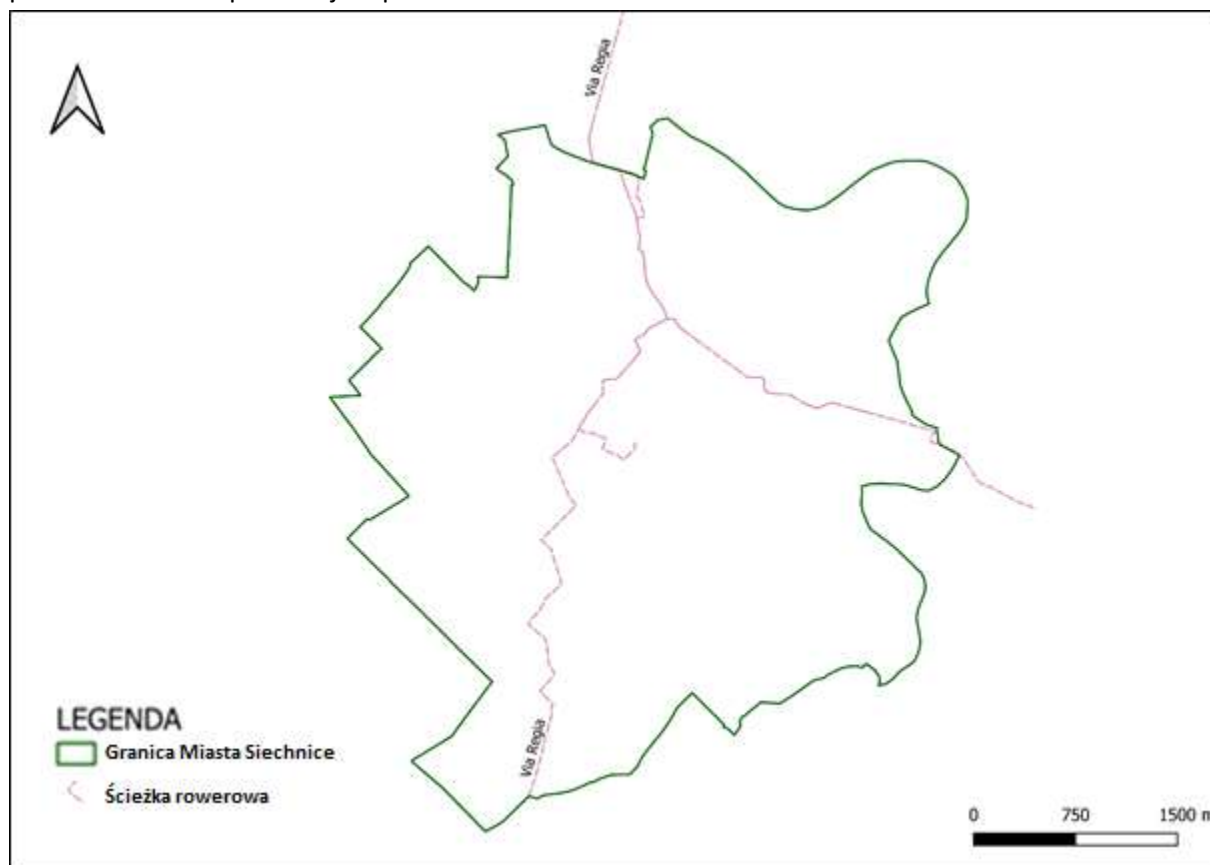 Via Regia
Via Regia
LEGENDA
Granica Miasta Siechnice
Ścieżka rowerowa
0 750 1500 m